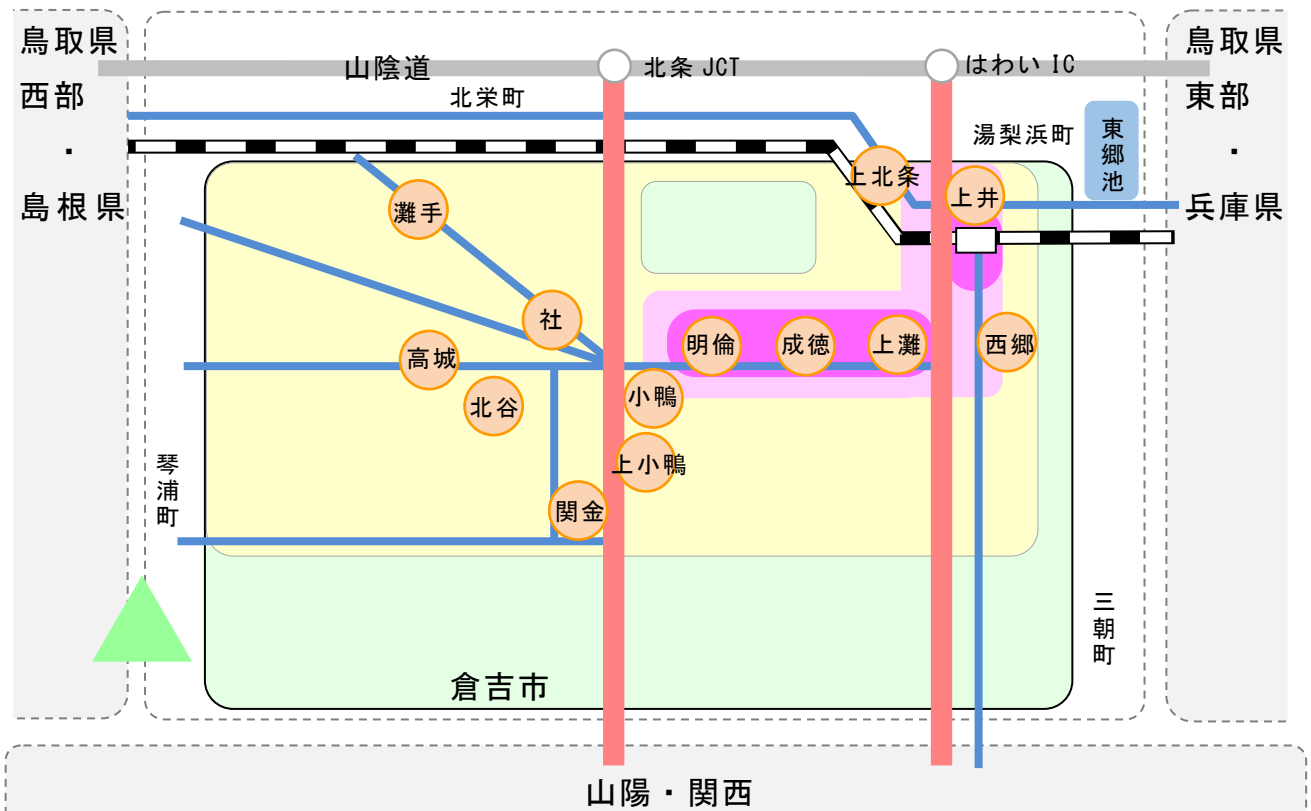 鳥取県
西部
・
島根県
山陰道
北条 JCT
はわい IC
鳥取県
東部
・
兵庫県
北栄町
湯梨浜町
東郷池
上北条
上井
灘手
社
高城
北谷
明倫
成徳
上灘
西郷
小鴨
上小鴨
関金
琴浦町
三朝町
倉吉市
山陽・関西